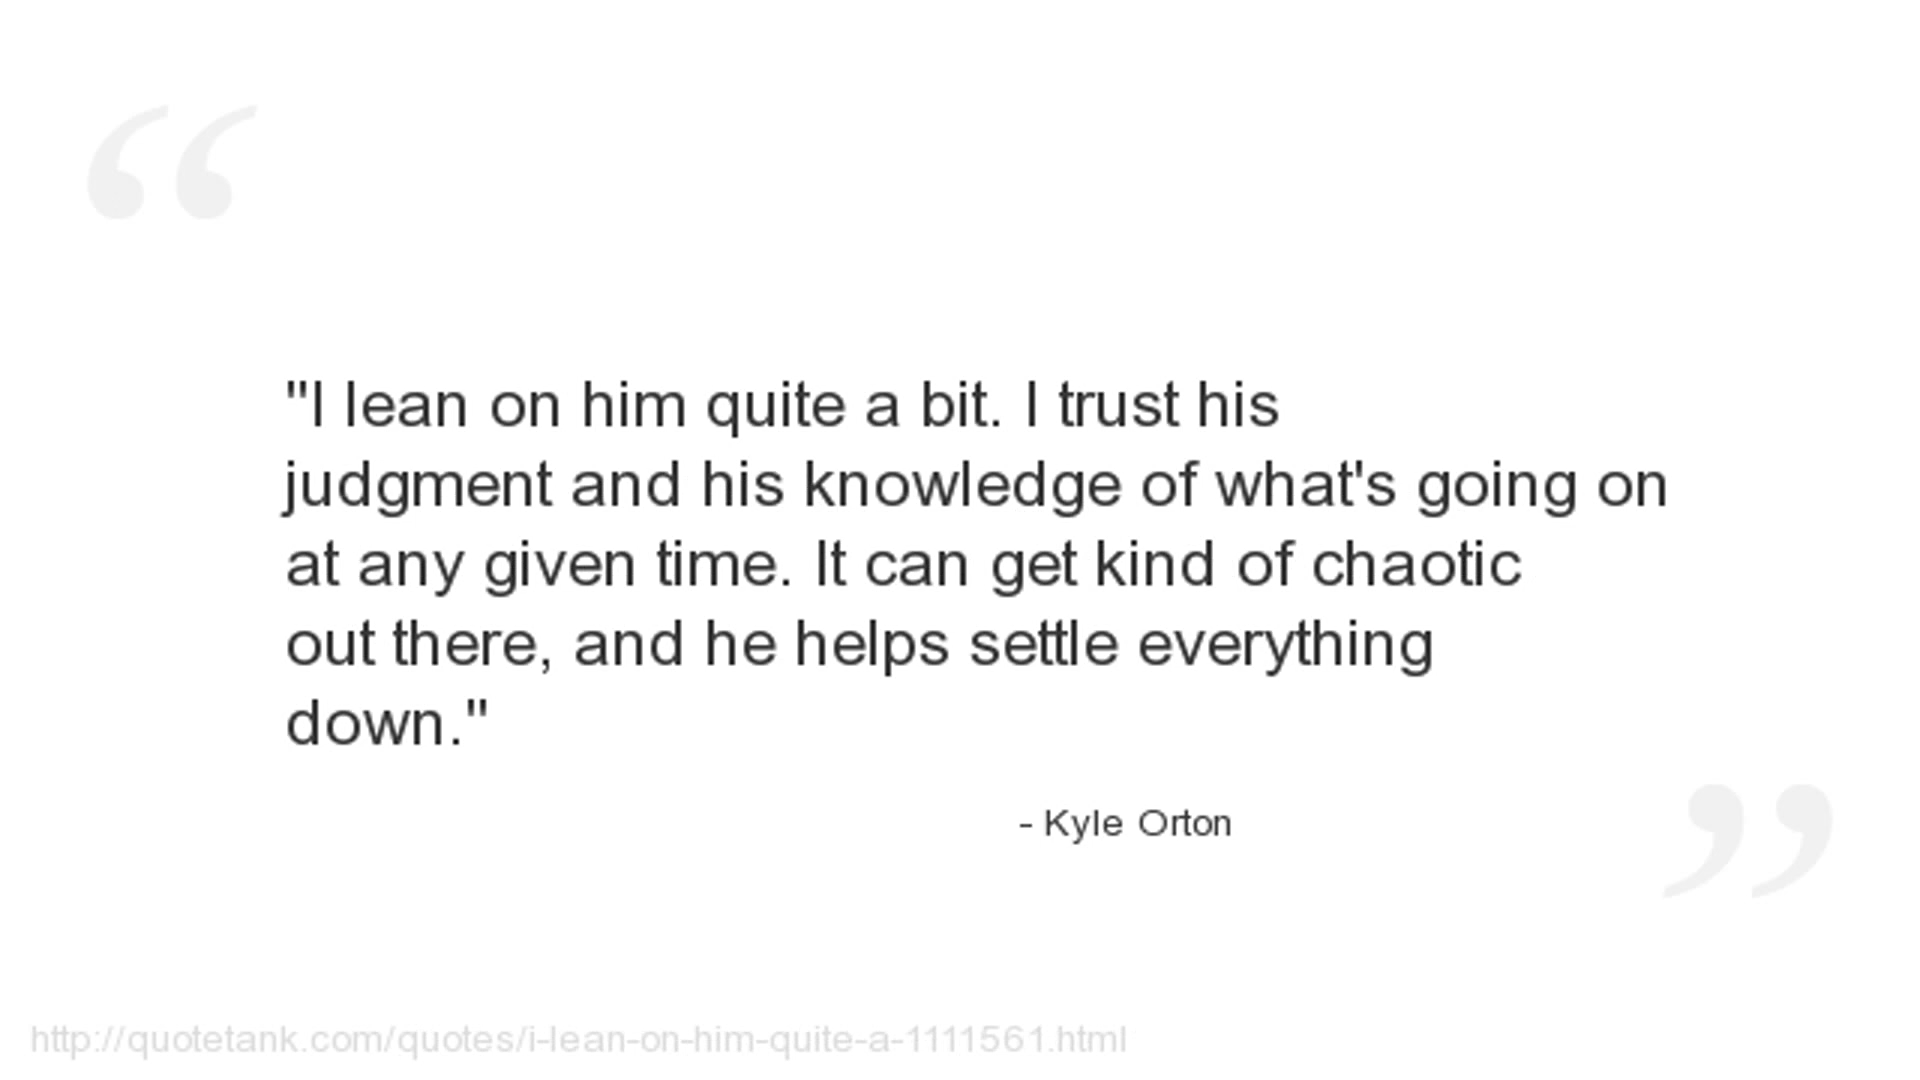 "I lean on him quite a bit. I trust his
judgment and his knowledge of what's going on
at any given time. It can get kind of chaotic
out there, and he helps settle everything
down."
- Kyle Orton
http://quotetank.com/quotes/i-lean-on-him-quite-a-1111561.html